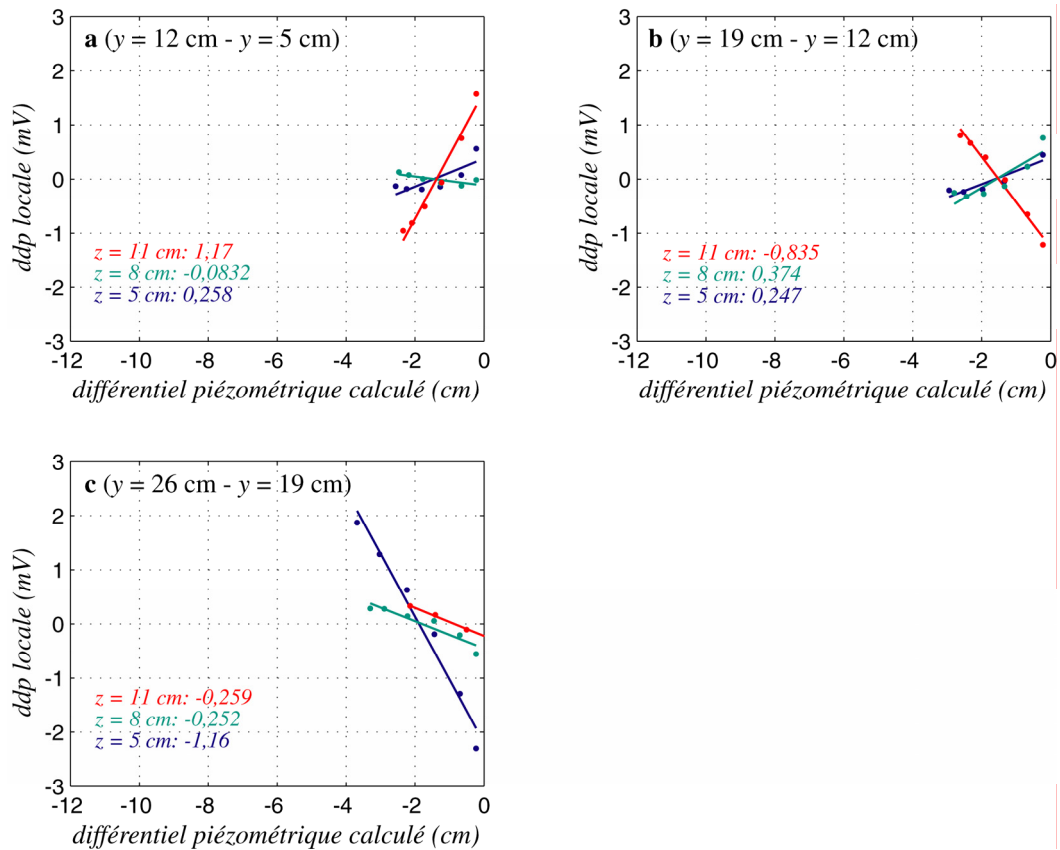 a (y = 12 cm - y = 5 cm)
3
2
1
0
-1
-2
-3
ddp locale (mV)
z = 11 cm: 1,17
z = 8 cm: -0,0832
z = 5 cm: 0,258
-12 -10 -8 -6 -4 -2 0
différentiel piézométrique calculé (cm)
b (y = 19 cm - y = 12 cm)
3
2
1
0
-1
-2
-3
ddp locale (mV)
z = 11 cm: -0,835
z = 8 cm: 0,374
z = 5 cm: 0,247
-12 -10 -8 -6 -4 -2 0
différentiel piézométrique calculé (cm)
c (y = 26 cm - y = 19 cm)
3
2
1
0
-1
-2
-3
ddp locale (mV)
z = 11 cm: -0,259
z = 8 cm: -0,252
z = 5 cm: -1,16
-12 -10 -8 -6 -4 -2 0
différentiel piézométrique calculé (cm)